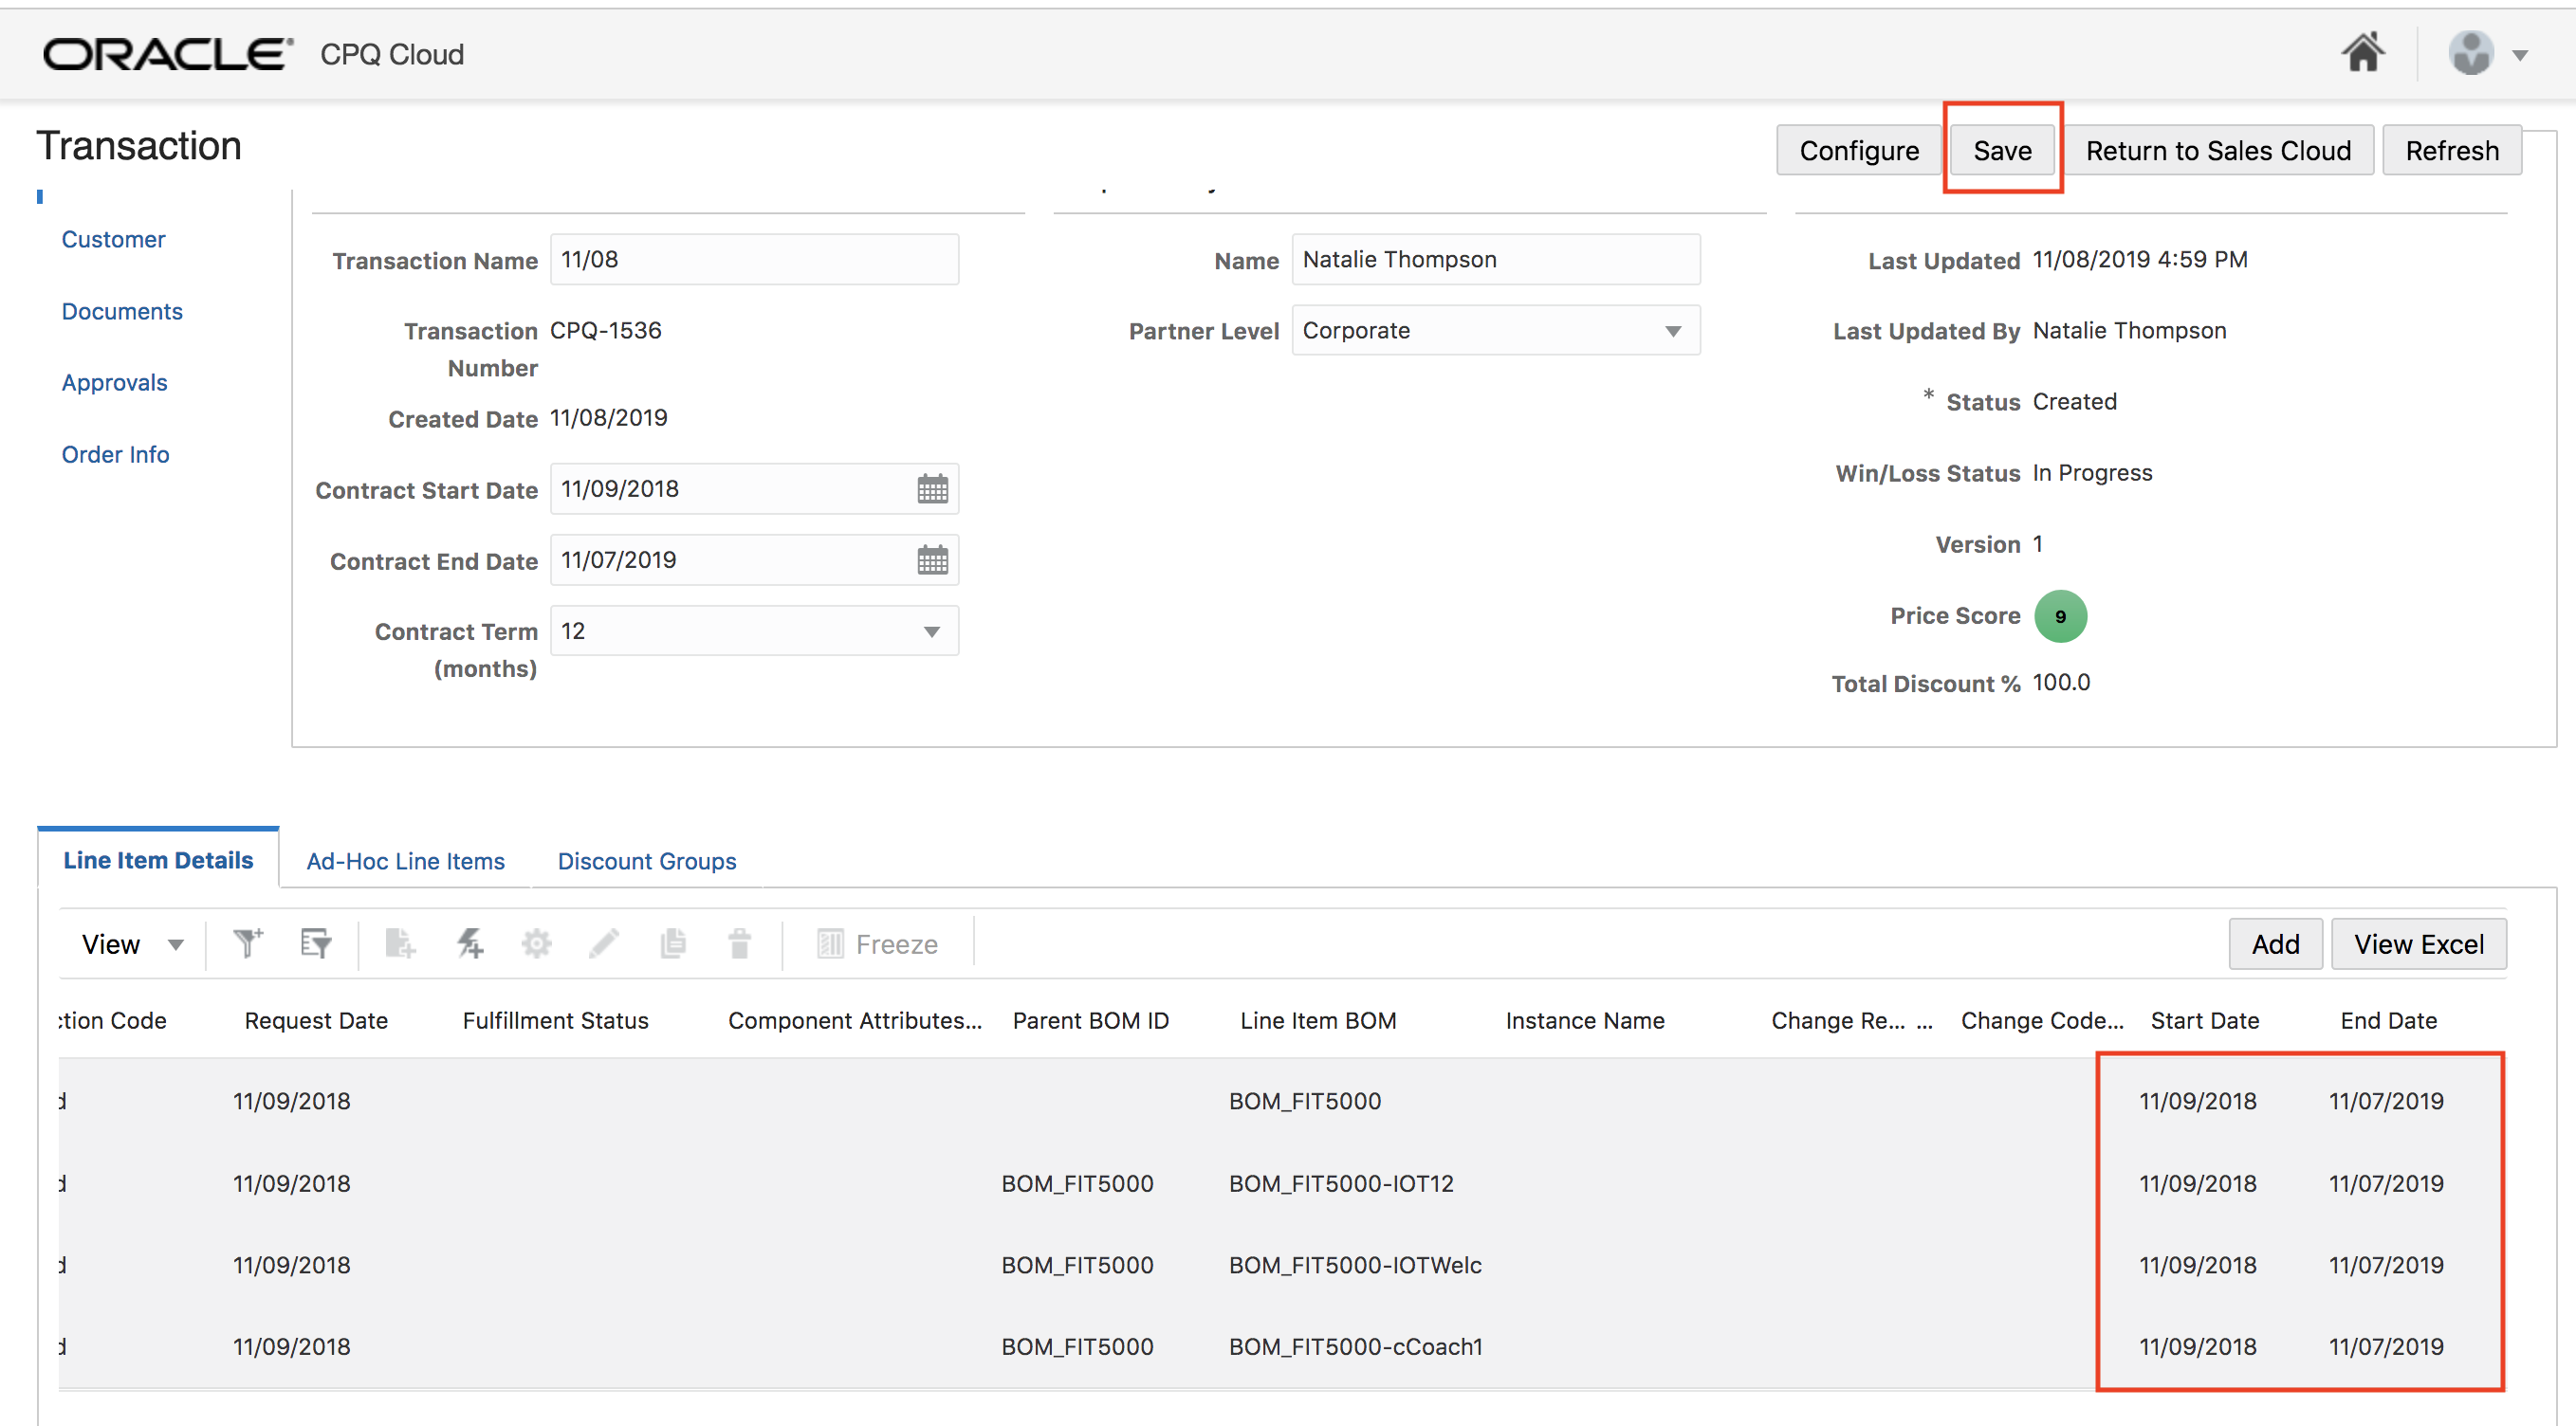 ORACLE CPQ Cloud
Transaction
Configure Save Return to Sales Cloud Refresh
Customer
Documents
Approvals
Order Info
Transaction Name 11/08
Transaction Number CPQ-1536
Created Date 11/08/2019
Contract Start Date 11/09/2018
Contract End Date 11/07/2019
Contract Term (months) 12
Name Natalie Thompson
Partner Level Corporate
Last Updated 11/08/2019 4:59 PM
Last Updated By Natalie Thompson
* Status Created
Win/Loss Status In Progress
Version 1
Price Score 9
Total Discount % 100.0
Line Item Details Ad-Hoc Line Items Discount Groups
View Freeze Add View Excel
ction Code Request Date Fulfillment Status Component Attributes... Parent BOM ID Line Item BOM Instance Name Change Re... ... Change Code... Start Date End Date
d 11/09/2018 BOM_FIT5000 11/09/2018 11/07/2019
d 11/09/2018 BOM_FIT5000 BOM_FIT5000-IOT12 11/09/2018 11/07/2019
d 11/09/2018 BOM_FIT5000 BOM_FIT5000-IOTWelc 11/09/2018 11/07/2019
d 11/09/2018 BOM_FIT5000 BOM_FIT5000-cCoach1 11/09/2018 11/07/2019